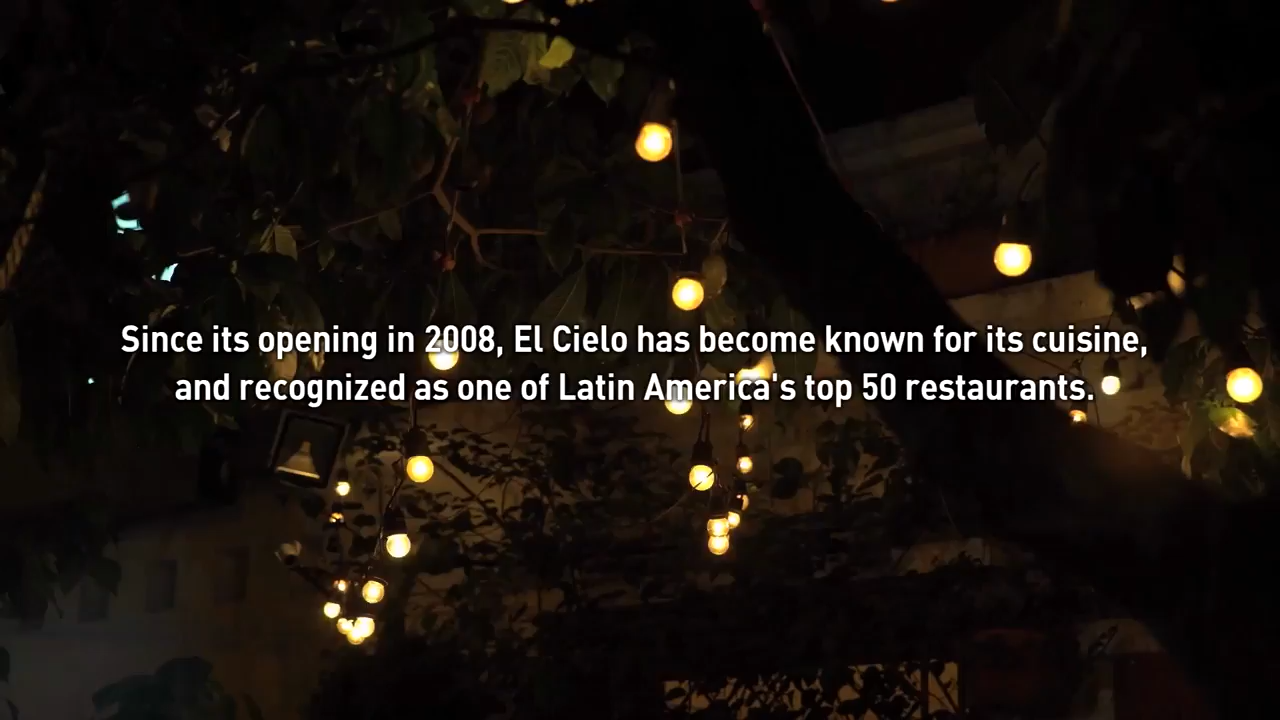 Since its opening in 2008, El Cielo has become known for its cuisine,
and recognized as one of Latin America's top 50 restaurants.